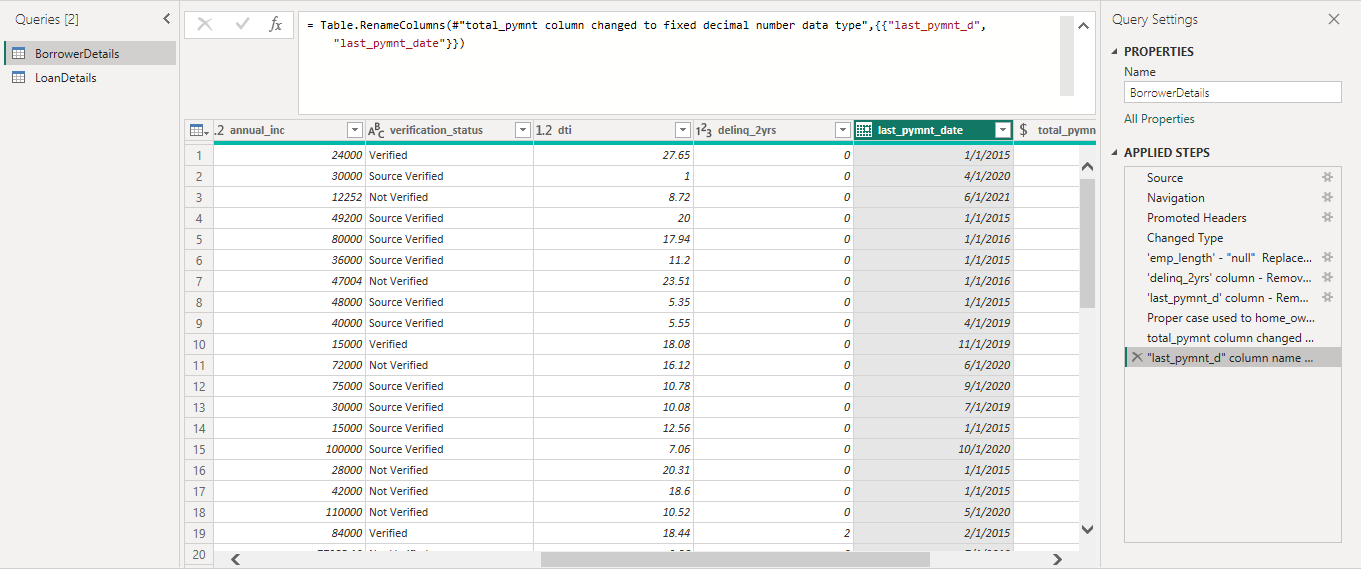 Queries [2]
BorrowerDetails
LoanDetails
fx
= Table.RenameColumns(#"total_pymnt column changed to fixed decimal number data type",{{"last_pymnt_d",
"last_pymnt_date"}})
.2 annual_inc ABC verification_status 1.2 dti 123 delinq_2yrs last_pymnt_date $ total_pymn
1 24000 Verified 27.65 0 1/1/2015
2 30000 Source Verified 1 0 4/1/2020
3 12252 Not Verified 8.72 0 6/1/2021
4 49200 Source Verified 20 0 1/1/2015
5 80000 Source Verified 17.94 0 1/1/2016
6 36000 Source Verified 11.2 0 1/1/2015
7 47004 Not Verified 23.51 0 1/1/2016
8 48000 Source Verified 5.35 0 1/1/2015
9 40000 Source Verified 5.55 0 4/1/2019
10 15000 Verified 18.08 0 11/1/2019
11 72000 Not Verified 16.12 0 6/1/2020
12 75000 Source Verified 10.78 0 9/1/2020
13 30000 Source Verified 10.08 0 7/1/2019
14 15000 Source Verified 12.56 0 1/1/2015
15 100000 Source Verified 7.06 0 10/1/2020
16 28000 Not Verified 20.31 0 1/1/2015
17 42000 Not Verified 18.6 0 1/1/2015
18 110000 Not Verified 10.52 0 5/1/2020
19 84000 Verified 18.44 2 2/1/2015
20
Query Settings
PROPERTIES
Name
BorrowerDetails
All Properties
APPLIED STEPS
Source
Navigation
Promoted Headers
Changed Type
'emp_length' - "null" Replace...
'delinq_2yrs' column - Remov...
'last_pymnt_d' column - Rem...
Proper case used to home_ow...
total_pymnt column changed ...
"last_pymnt_d" column name ...